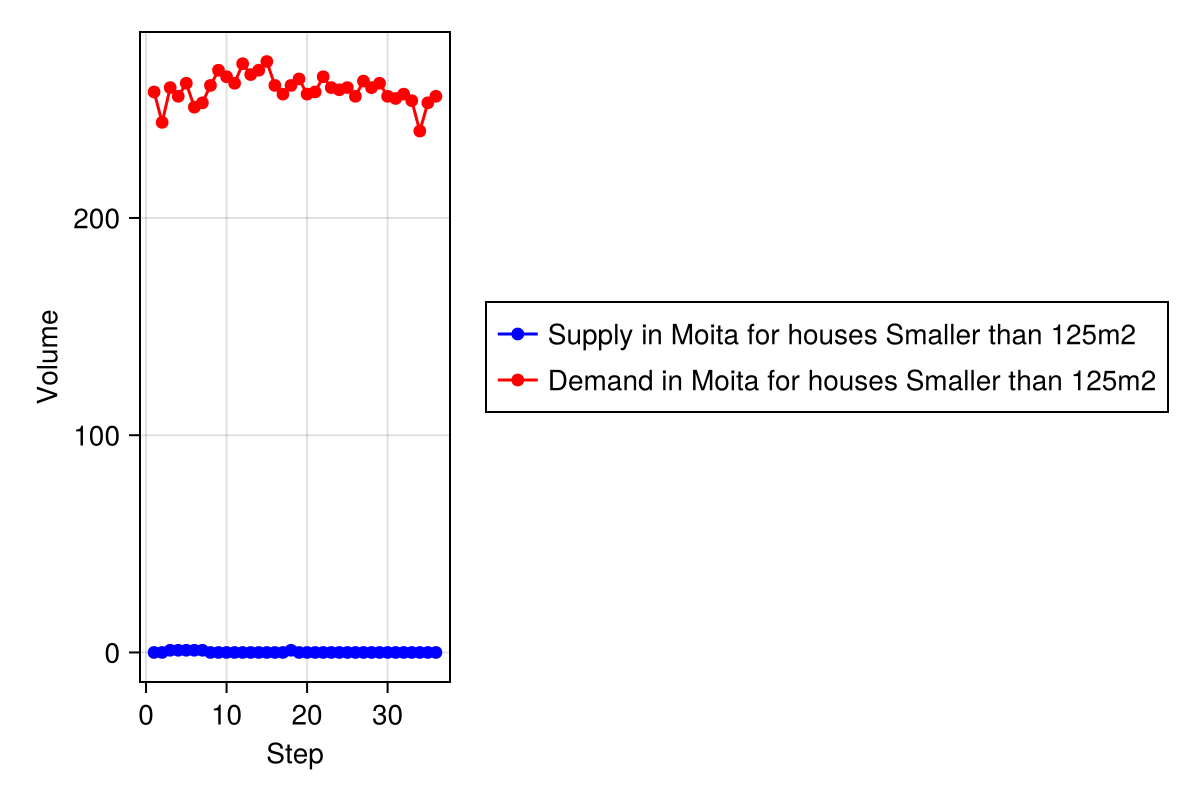 200
100
0
Volume
0 10 20 30
Step
Supply in Moita for houses Smaller than 125m2
Demand in Moita for houses Smaller than 125m2